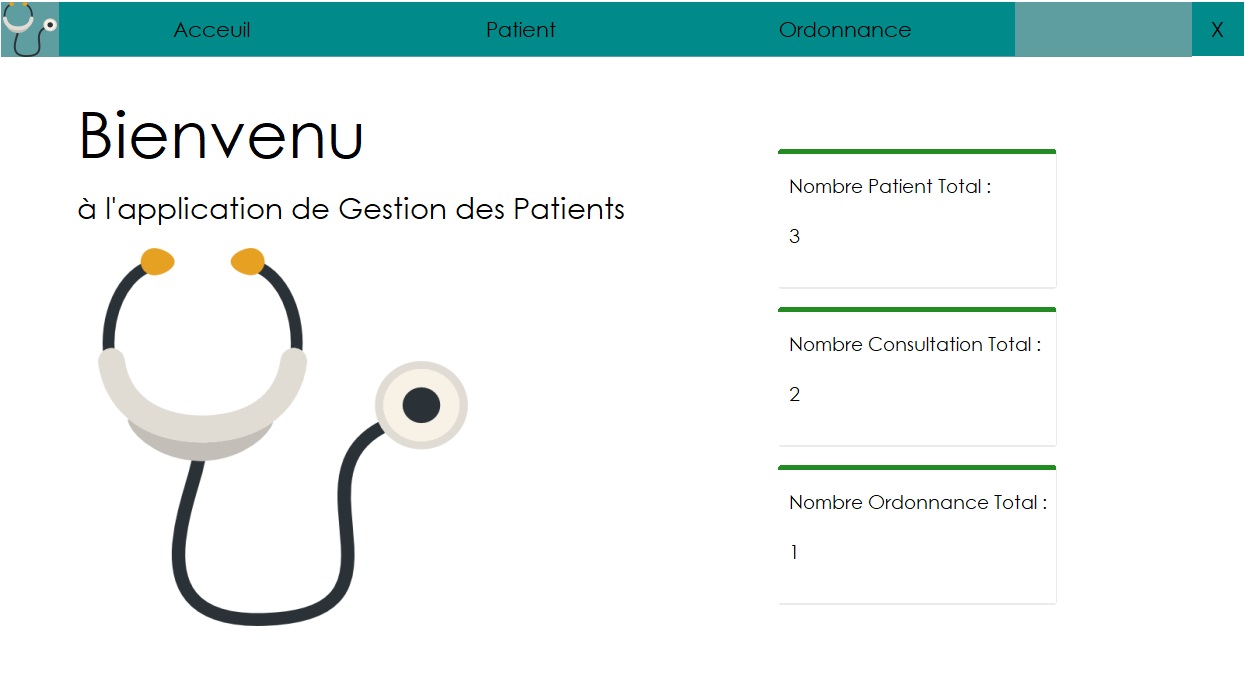 Acceuil
Patient
Ordonnance
X
Bienvenu
à l'application de Gestion des Patients
Nombre Patient Total :
3
Nombre Consultation Total :
2
Nombre Ordonnance Total :
1